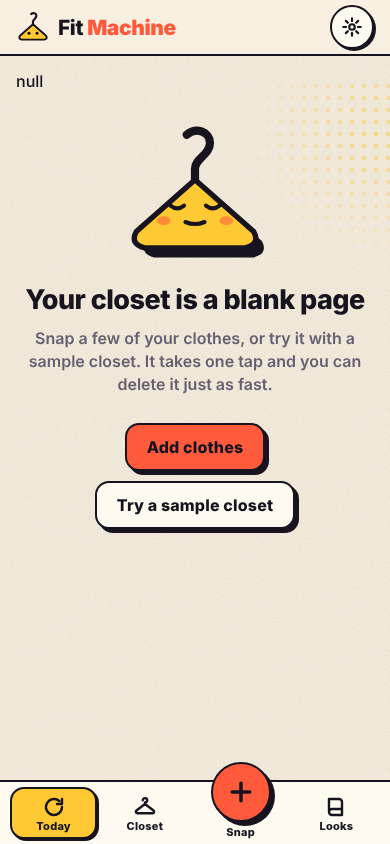 Fit Machine
null
Your closet is a blank page
Snap a few of your clothes, or try it with a
sample closet. It takes one tap and you can
delete it just as fast.
Add clothes
Try a sample closet
Today
Closet
Snap
Looks